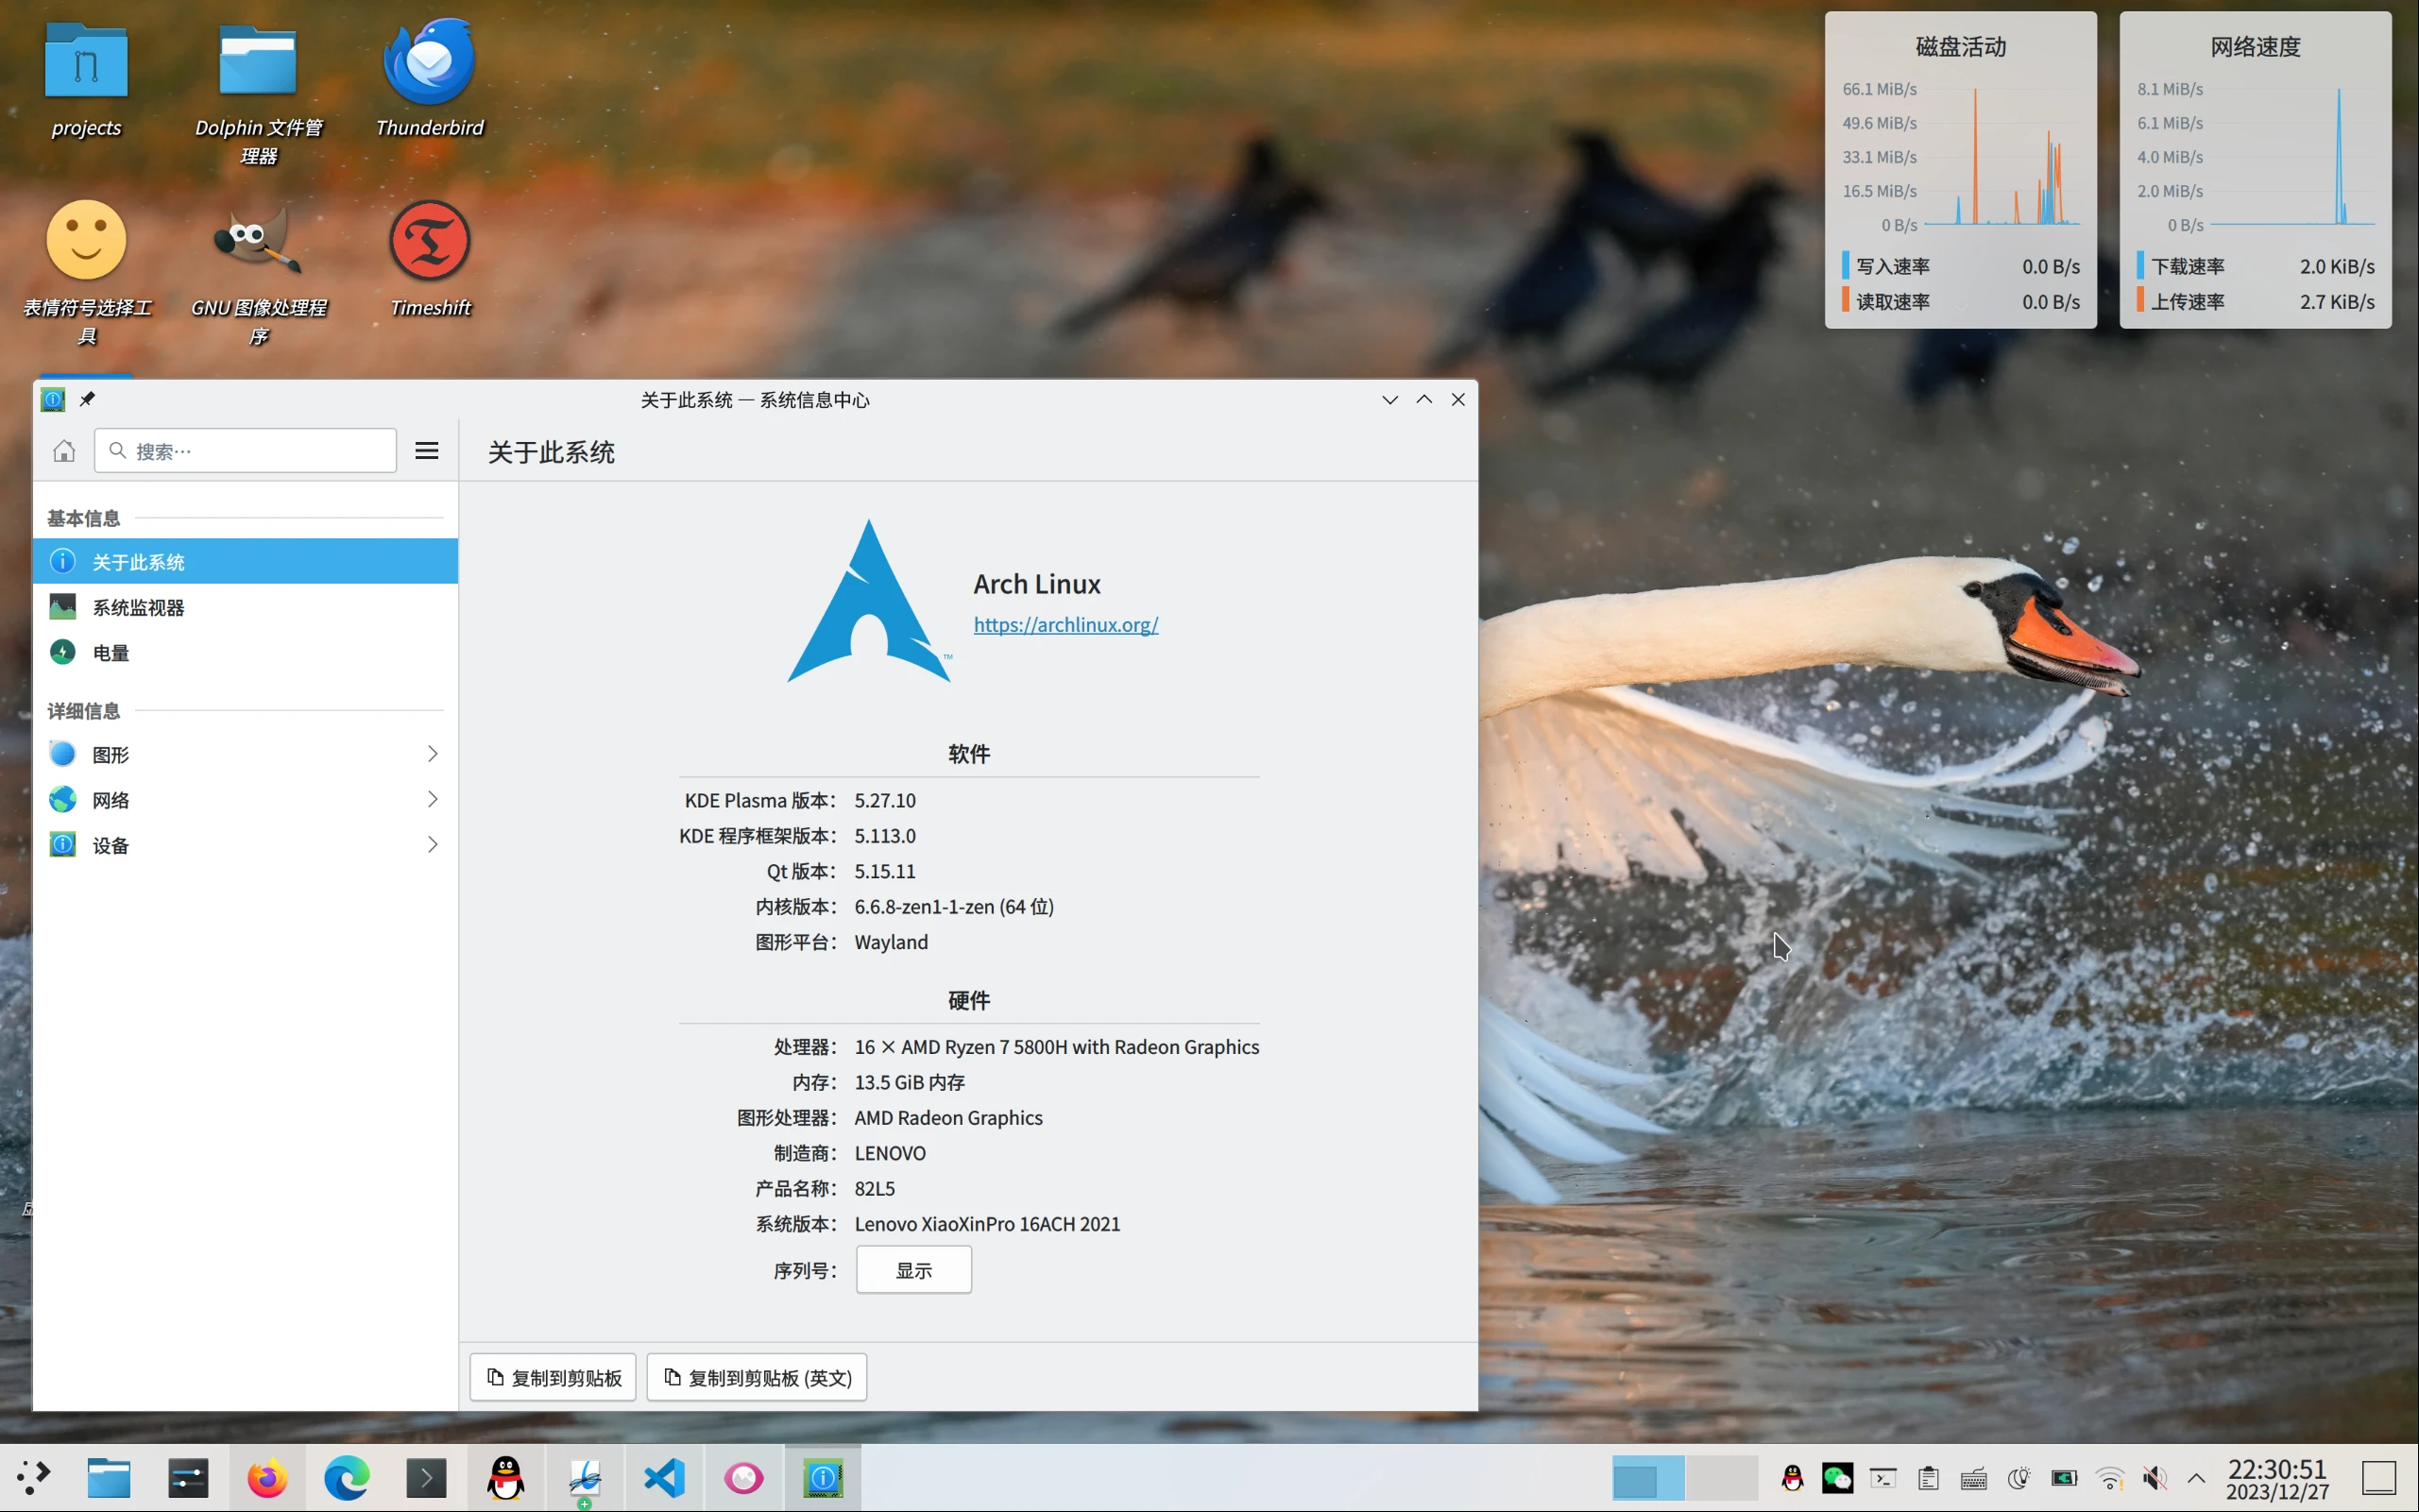 projects
Dolphin 文件管
理器
Thunderbird
表情符号选择工
具
GNU 图像处理程
序
Timeshift
磁盘活动
66.1 MiB/s
49.6 MiB/s
33.1 MiB/s
16.5 MiB/s
0 B/s
写入速率 0.0 B/s
读取速率 0.0 B/s
网络速度
8.1 MiB/s
6.1 MiB/s
4.0 MiB/s
2.0 MiB/s
0 B/s
下载速率 2.0 KiB/s
上传速率 2.7 KiB/s
关于此系统 — 系统信息中心
搜索…
关于此系统
基本信息
关于此系统
系统监视器
电量
详细信息
图形
网络
设备
Arch Linux
https://archlinux.org/
TM
软件
KDE Plasma 版本： 5.27.10
KDE 程序框架版本： 5.113.0
Qt 版本： 5.15.11
内核版本： 6.6.8-zen1-1-zen (64 位)
图形平台： Wayland
硬件
处理器： 16 × AMD Ryzen 7 5800H with Radeon Graphics
内存： 13.5 GiB 内存
图形处理器： AMD Radeon Graphics
制造商： LENOVO
产品名称： 82L5
系统版本： Lenovo XiaoXinPro 16ACH 2021
序列号： 显示
复制到剪贴板
复制到剪贴板 (英文)
22:30:51
2023/12/27